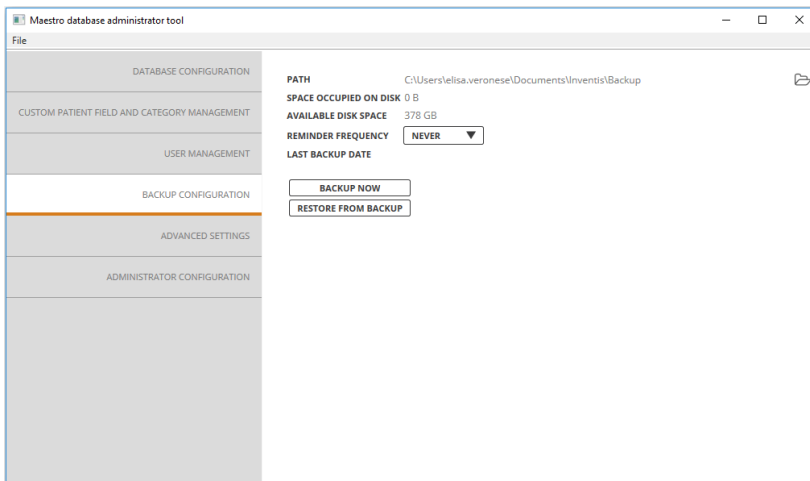 Maestro database administrator tool
File
DATABASE CONFIGURATION
CUSTOM PATIENT FIELD AND CATEGORY MANAGEMENT
USER MANAGEMENT
BACKUP CONFIGURATION
ADVANCED SETTINGS
ADMINISTRATOR CONFIGURATION
PATH C:\Users\elisa.veronese\Documents\Inventis\Backup
SPACE OCCUPIED ON DISK 0 B
AVAILABLE DISK SPACE 378 GB
REMINDER FREQUENCY NEVER
LAST BACKUP DATE
BACKUP NOW
RESTORE FROM BACKUP